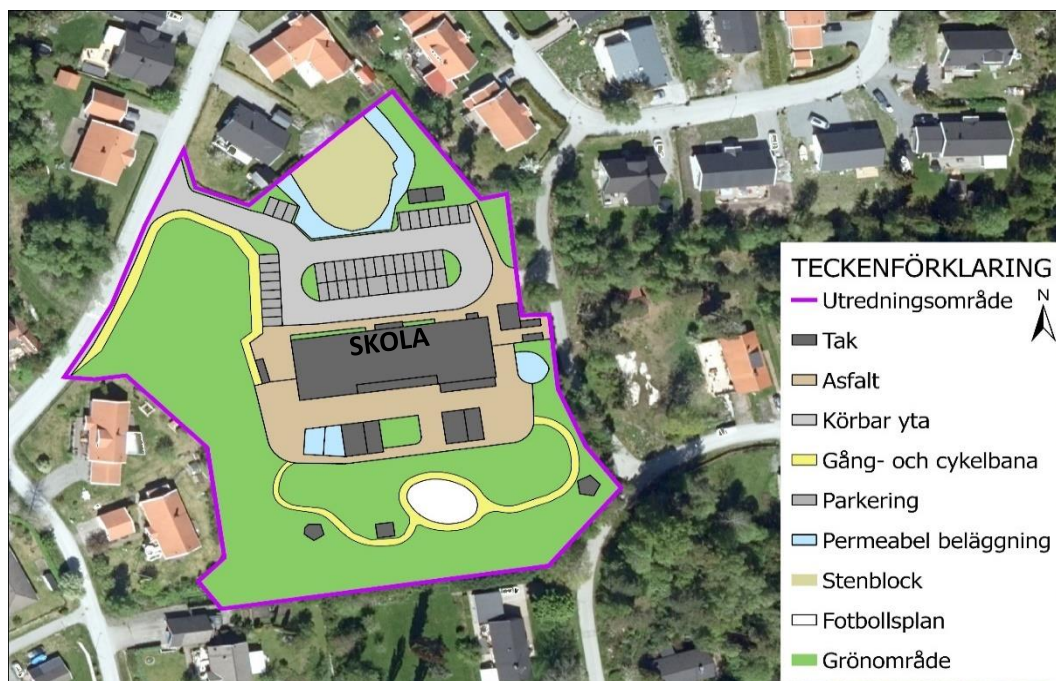 SKOLA
TECKENFÖRKLARING
Utredningsområde
N
Tak
Asfalt
Körbar yta
Gång- och cykelbana
Parkering
Permeabel beläggning
Stenblock
Fotbollsplan
Grönområde